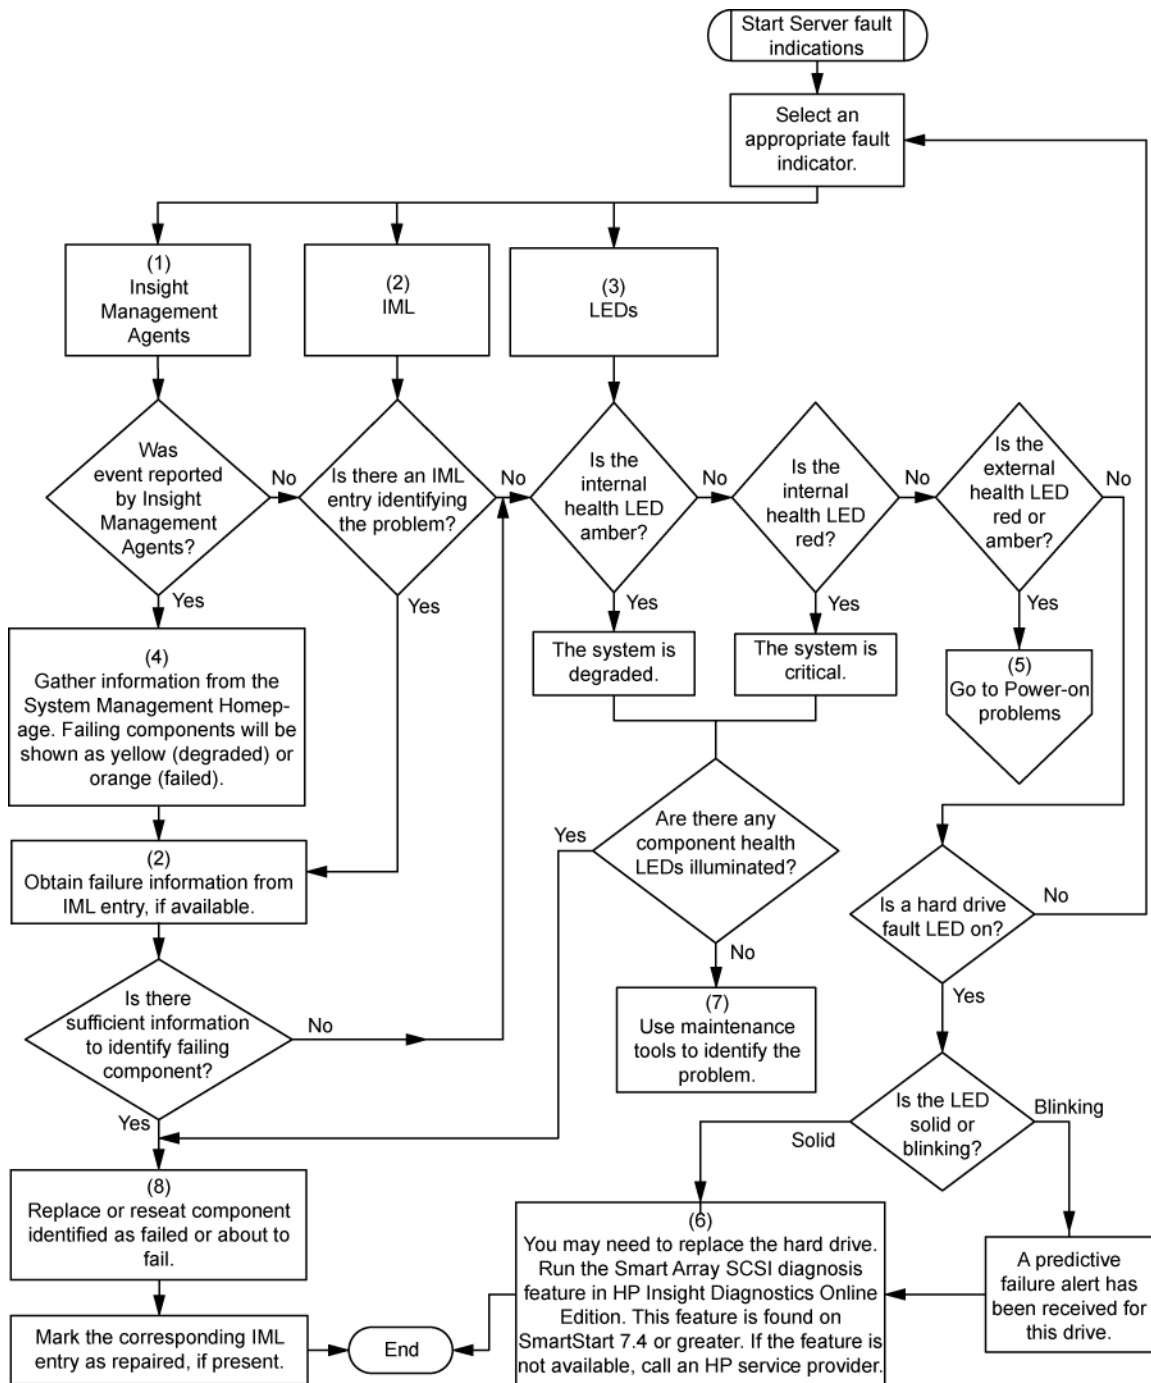 Start Server fault
indications
Select an
appropriate fault
indicator.
(1)
Insight
Management
Agents
(2)
IML
(3)
LEDs
Was
event reported
by Insight
Management
Agents?
No
Is there an IML
entry identifying
the problem?
No
Is the
internal
health LED
amber?
No
Is the
internal
health LED
red?
No
Is the
external
health LED
red or
amber?
No
Yes
Yes
Yes
Yes
Yes
(4)
Gather information from the
System Management Homep-
age. Failing components will be
shown as yellow (degraded) or
orange (failed).
The system is
degraded.
The system is
critical.
(5)
Go to Power-on
problems
Yes
Are there any
component health
LEDs illuminated?
No
(2)
Obtain failure information from
IML entry, if available.
Is a hard drive
fault LED on?
No
Yes
Is there
sufficient information
to identify failing
component?
No
Yes
(7)
Use maintenance
tools to identify the
problem.
Is the LED
solid or
blinking?
Solid
Blinking
(8)
Replace or reseat component
identified as failed or about to
fail.
(6)
You may need to replace the hard drive.
Run the Smart Array SCSI diagnosis
feature in HP Insight Diagnostics Online
Edition. This feature is found on
SmartStart 7.4 or greater. If the feature is
not available, call an HP service provider.
A predictive
failure alert has
been received for
this drive.
Mark the corresponding IML
entry as repaired, if present.
End